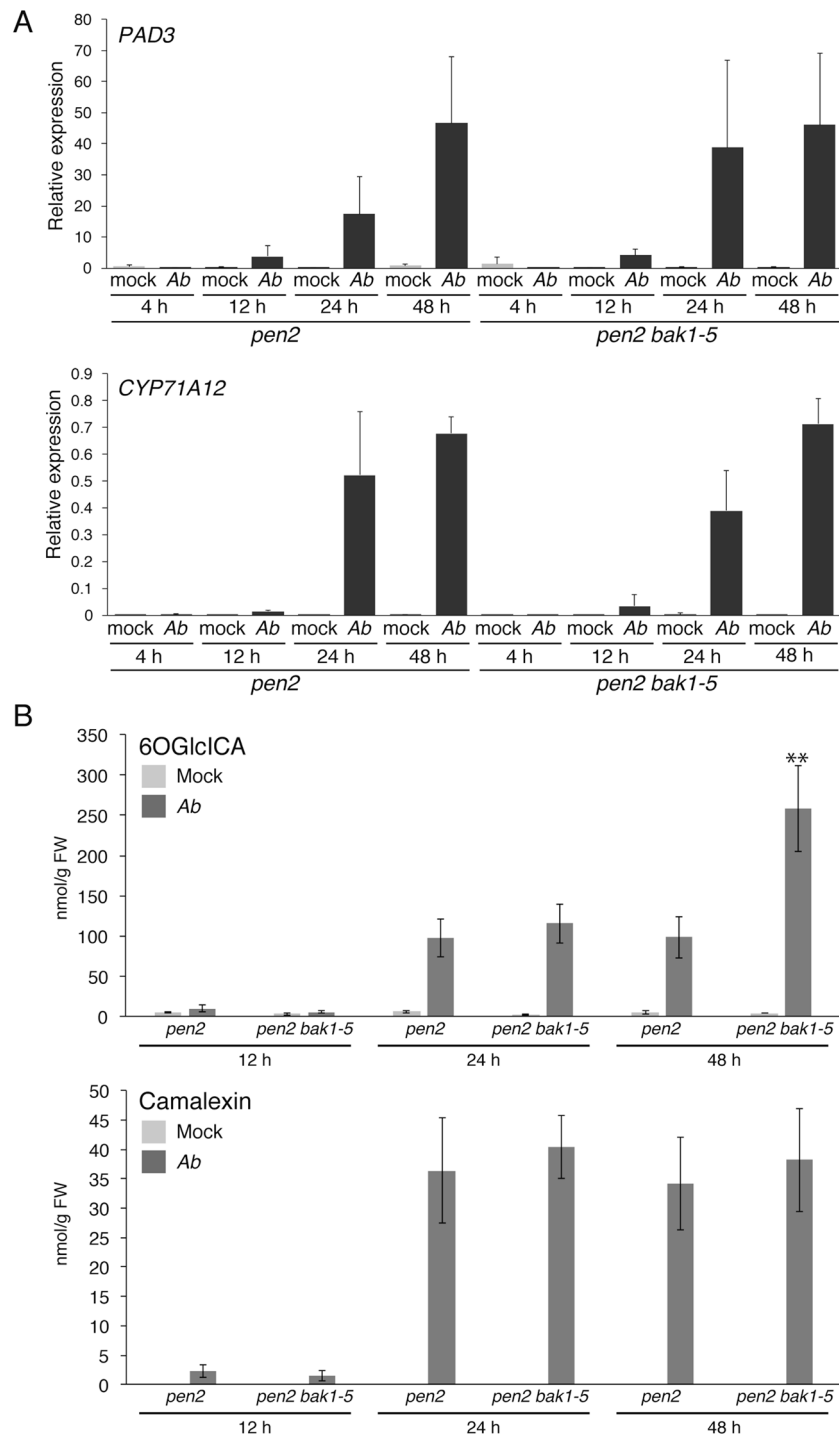 A
PAD3
Relative expression
80
70
60
50
40
30
20
10
0
mock Ab mock Ab mock Ab mock Ab mock Ab mock Ab mock Ab mock Ab
4 h 12 h 24 h 48 h 4 h 12 h 24 h 48 h
pen2 pen2 bak1-5
CYP71A12
Relative expression
0.9
0.8
0.7
0.6
0.5
0.4
0.3
0.2
0.1
0
mock Ab mock Ab mock Ab mock Ab mock Ab mock Ab mock Ab mock Ab
4 h 12 h 24 h 48 h 4 h 12 h 24 h 48 h
pen2 pen2 bak1-5
B
6OGlcICA
Mock
Ab
**
nmol/g FW
350
300
250
200
150
100
50
0
pen2 pen2 bak1-5 pen2 pen2 bak1-5 pen2 pen2 bak1-5
12 h 24 h 48 h
Camalexin
Mock
Ab
nmol/g FW
50
45
40
35
30
25
20
15
10
5
0
pen2 pen2 bak1-5 pen2 pen2 bak1-5 pen2 pen2 bak1-5
12 h 24 h 48 h